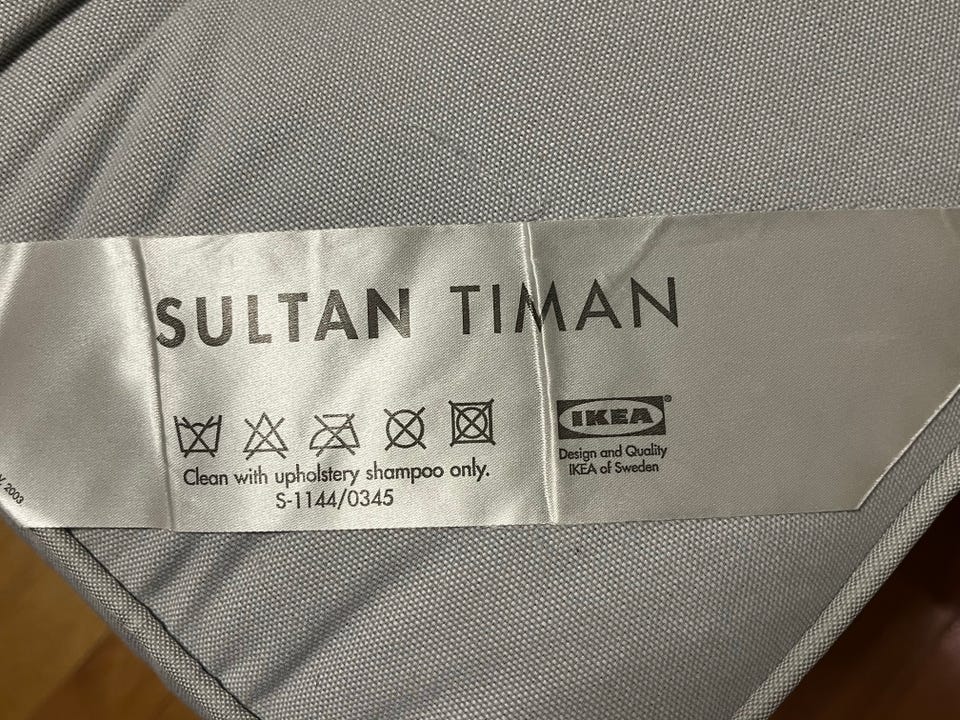 SULTAN TIMAN
Clean with upholstery shampoo only.
S-1144/0345
IKEA®
Design and Quality
IKEA of Sweden
2003